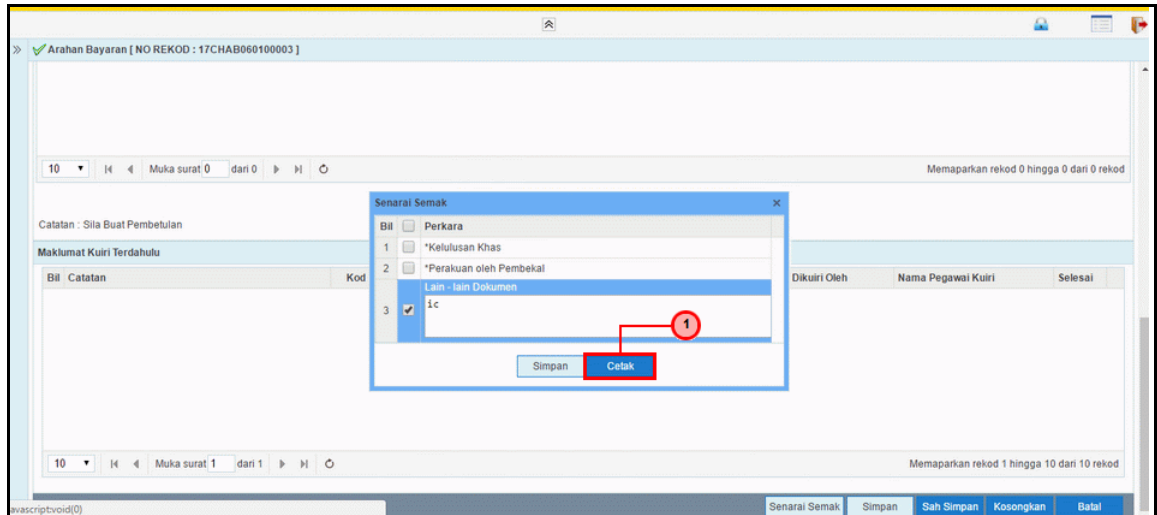 Arahan Bayaran [ NO REKOD : 17CHAB060100003 ]
10 Muka surat 0 dari 0 Memaparkan rekod 0 hingga 0 dari 0 rekod
Catatan : Sila Buat Pembetulan
Maklumat Kuiri Terdahulu
Bil Catatan Kod Dikuiri Oleh Nama Pegawai Kuiri Selesai
Senarai Semak
Bil Perkara
1 *Kelulusan Khas
2 *Perakuan oleh Pembekal
Lain - lain Dokumen
3 ic
1
Simpan Cetak
10 Muka surat 1 dari 1 Memaparkan rekod 1 hingga 10 dari 10 rekod
avascript:void(0) Senarai Semak Simpan Sah Simpan Kosongkan Batal